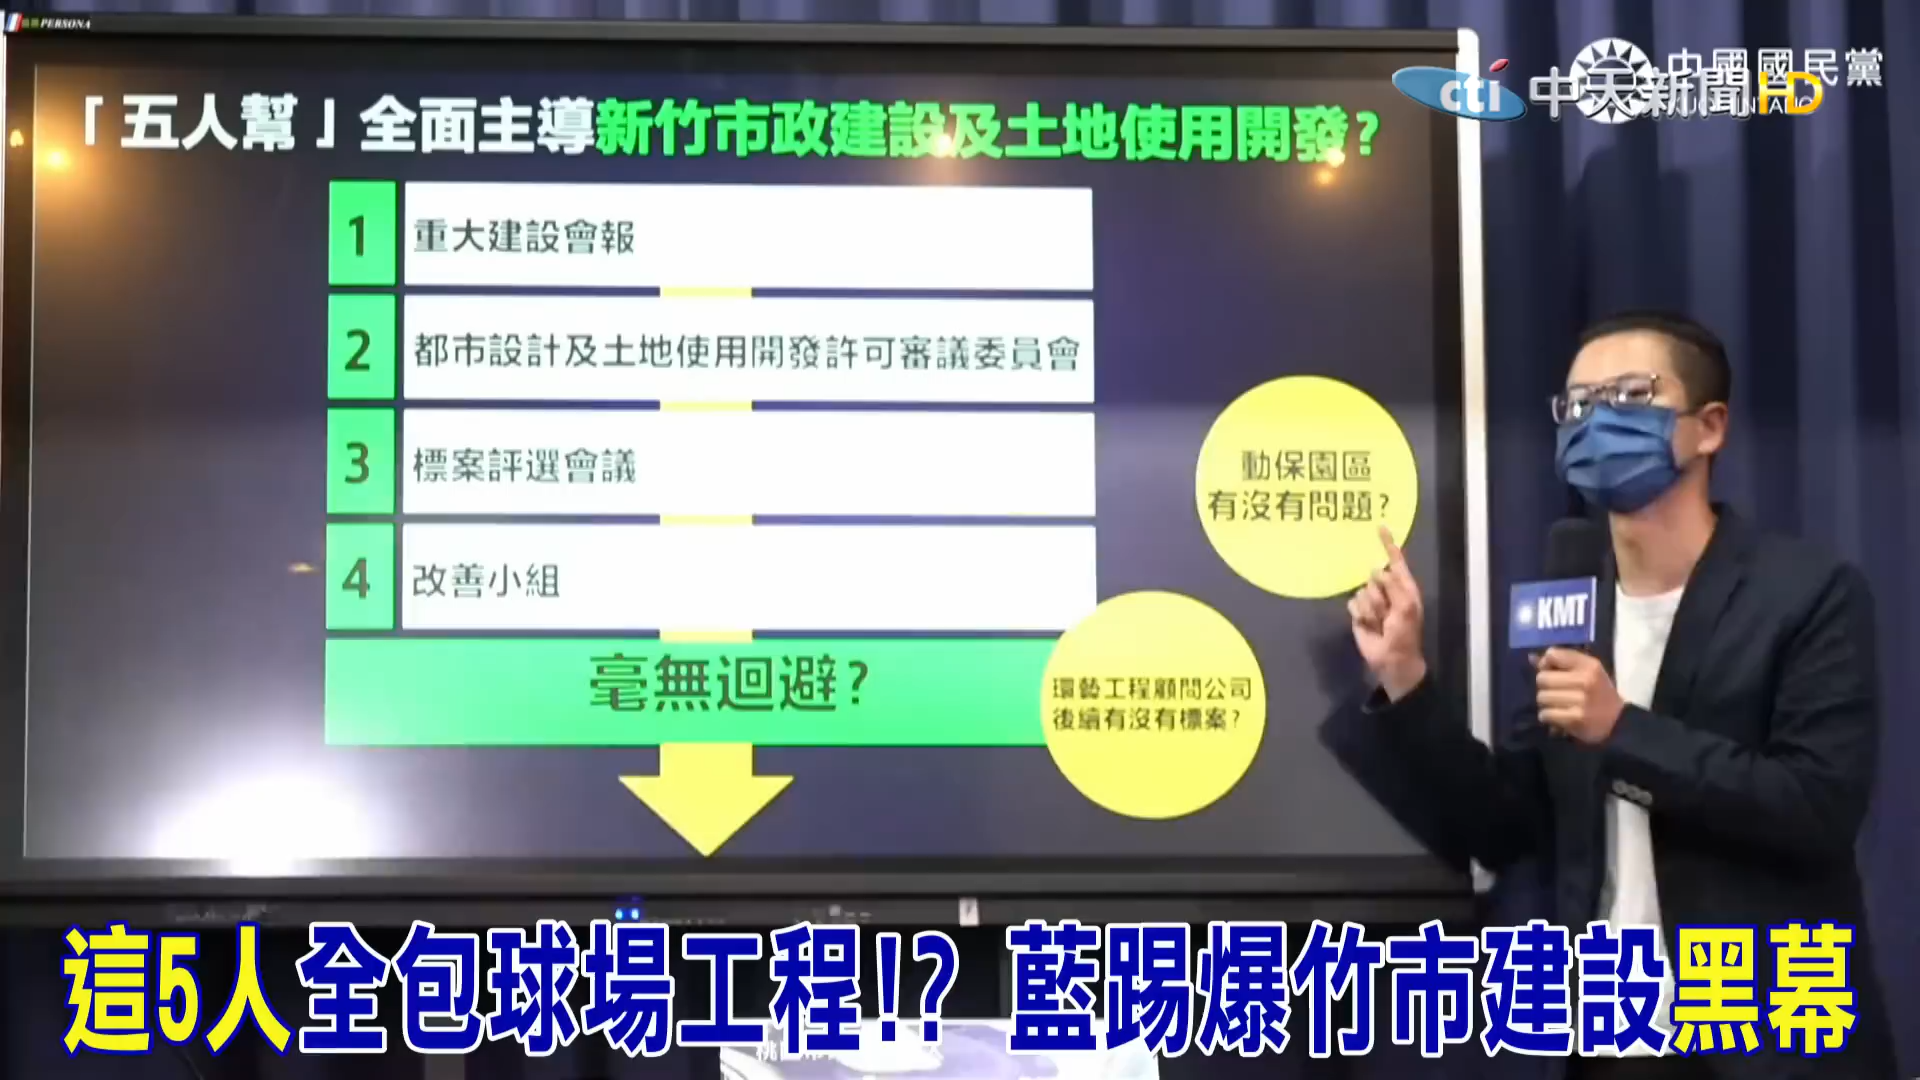 PERSONA
中國國民黨
cti 中天新聞HD
「五人幫」全面主導新竹市政建設及土地使用開發?
1 重大建設會報
2 都市設計及土地使用開發許可審議委員會
3 標案評選會議
4 改善小組
毫無迴避?
動保園區
有沒有問題?
環藝工程顧問公司
後續有沒有標案?
KMT
這5人全包球場工程!? 藍踢爆竹市建設黑幕